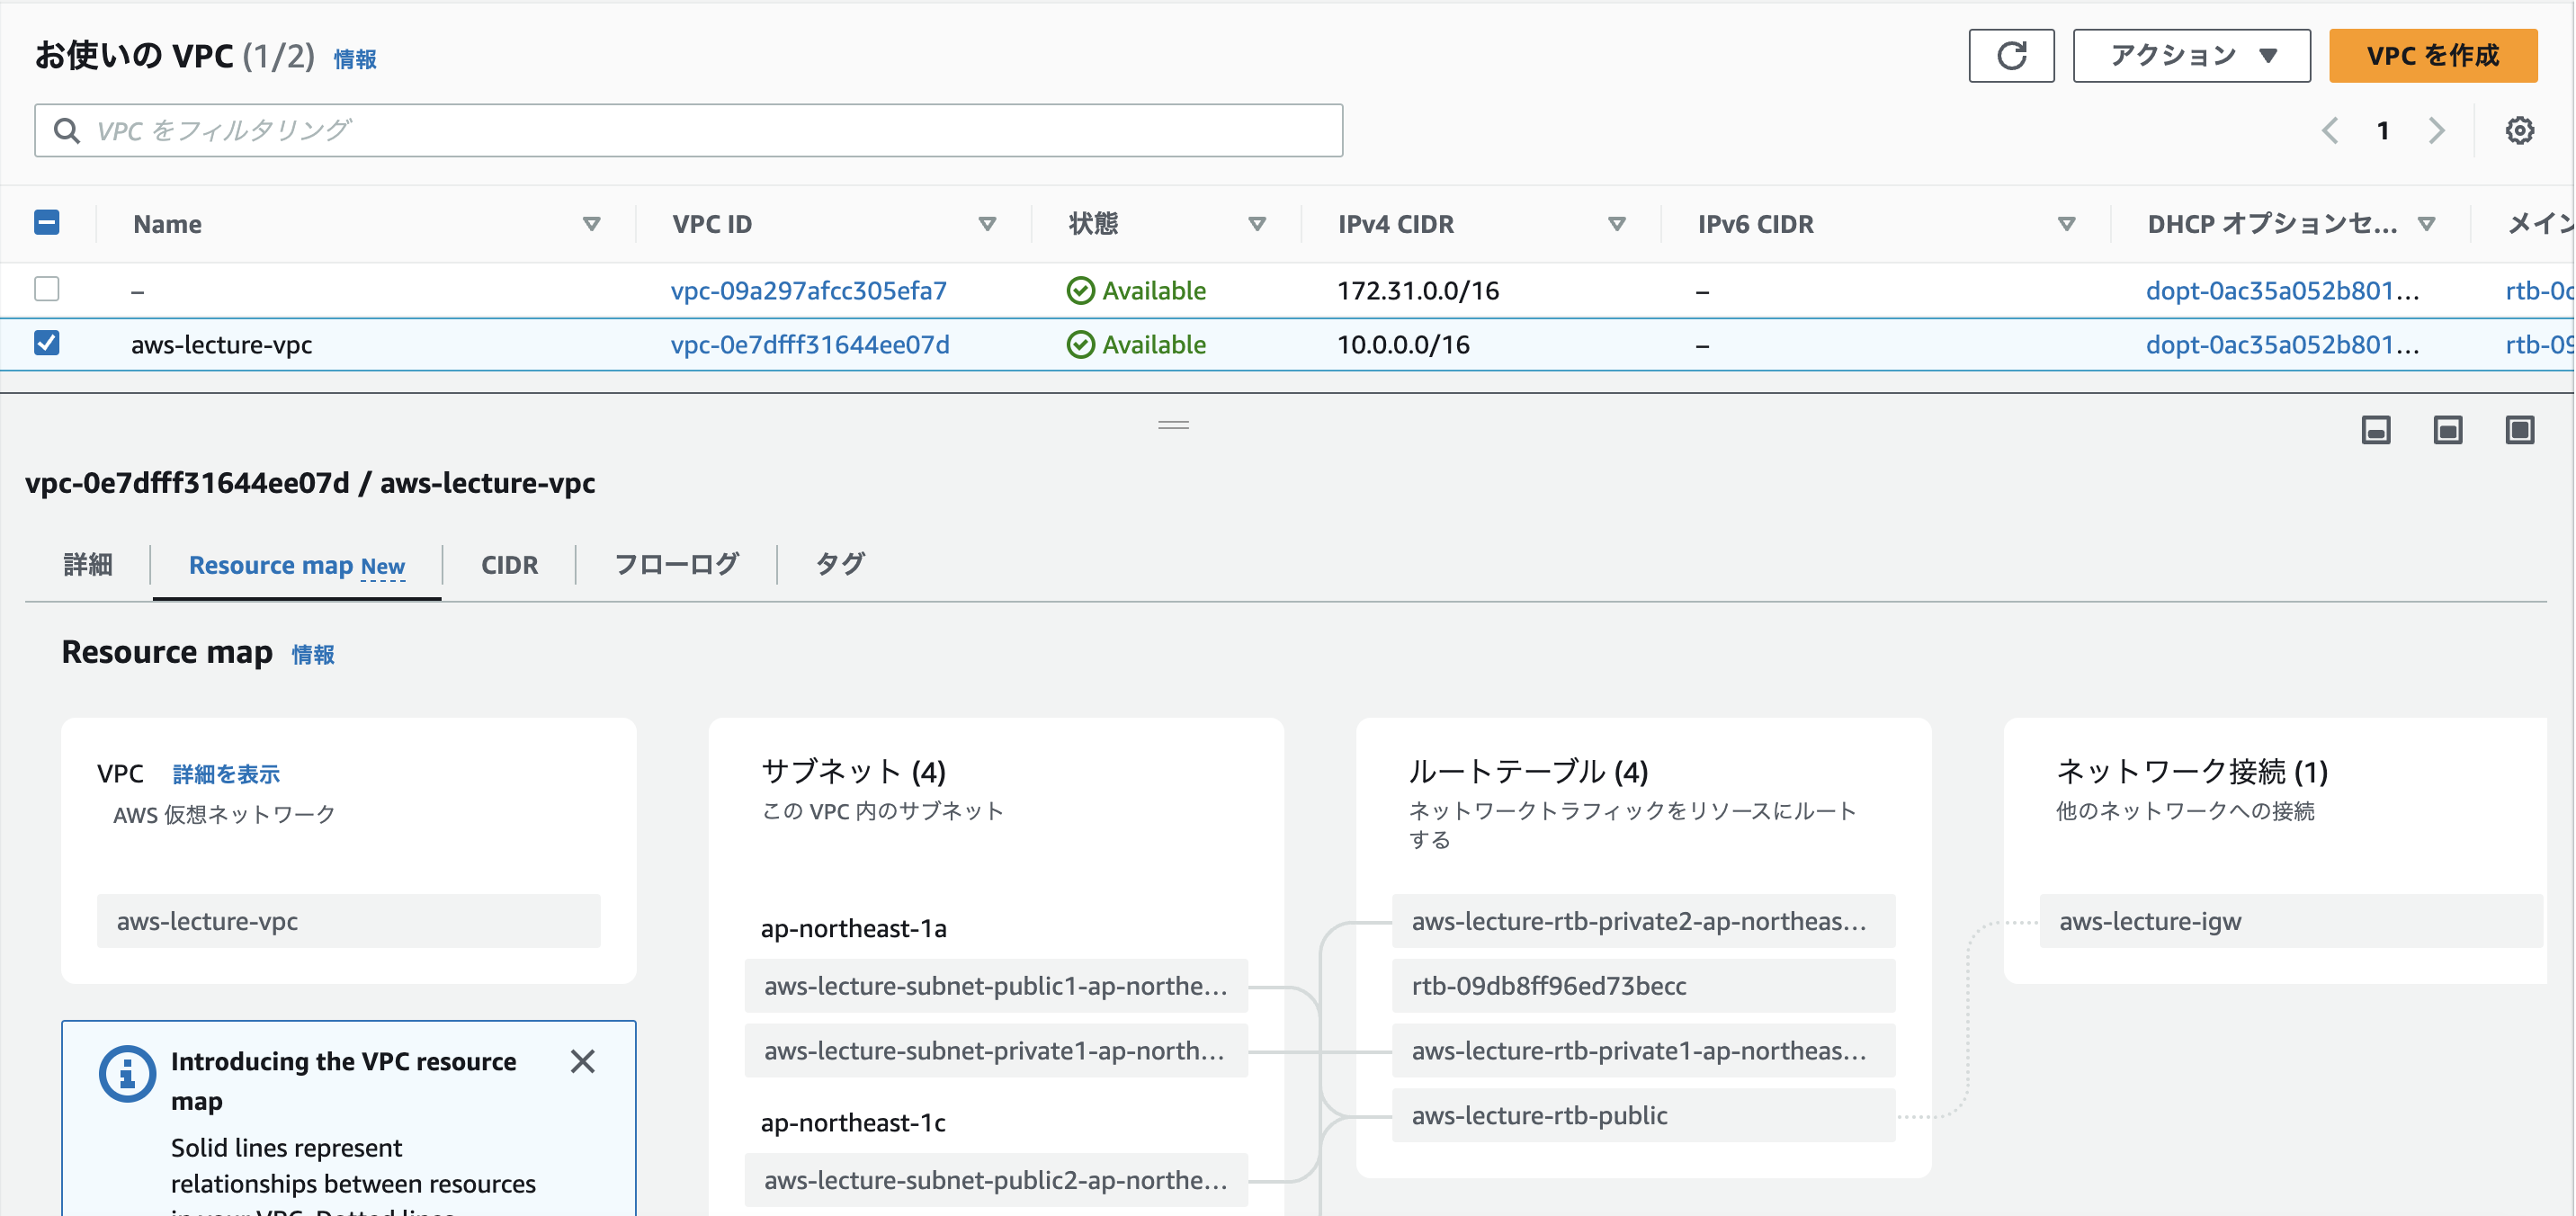 お使いの VPC (1/2) 情報
アクション
VPC を作成
VPC をフィルタリング
1
Name VPC ID 状態 IPv4 CIDR IPv6 CIDR DHCP オプションセ... メイン
– vpc-09a297afcc305efa7 Available 172.31.0.0/16 – dopt-0ac35a052b801... rtb-0c
aws-lecture-vpc vpc-0e7dfff31644ee07d Available 10.0.0.0/16 – dopt-0ac35a052b801... rtb-09
vpc-0e7dfff31644ee07d / aws-lecture-vpc
詳細 Resource map New CIDR フローログ タグ
Resource map 情報
VPC 詳細を表示
AWS 仮想ネットワーク
aws-lecture-vpc
Introducing the VPC resource
map
Solid lines represent
relationships between resources
in your VPC. Dotted lines
サブネット (4)
この VPC 内のサブネット
ap-northeast-1a
aws-lecture-subnet-public1-ap-northe...
aws-lecture-subnet-private1-ap-north...
ap-northeast-1c
aws-lecture-subnet-public2-ap-northe...
ルートテーブル (4)
ネットワークトラフィックをリソースにルート
する
aws-lecture-rtb-private2-ap-northeas...
rtb-09db8ff96ed73becc
aws-lecture-rtb-private1-ap-northeas...
aws-lecture-rtb-public
ネットワーク接続 (1)
他のネットワークへの接続
aws-lecture-igw